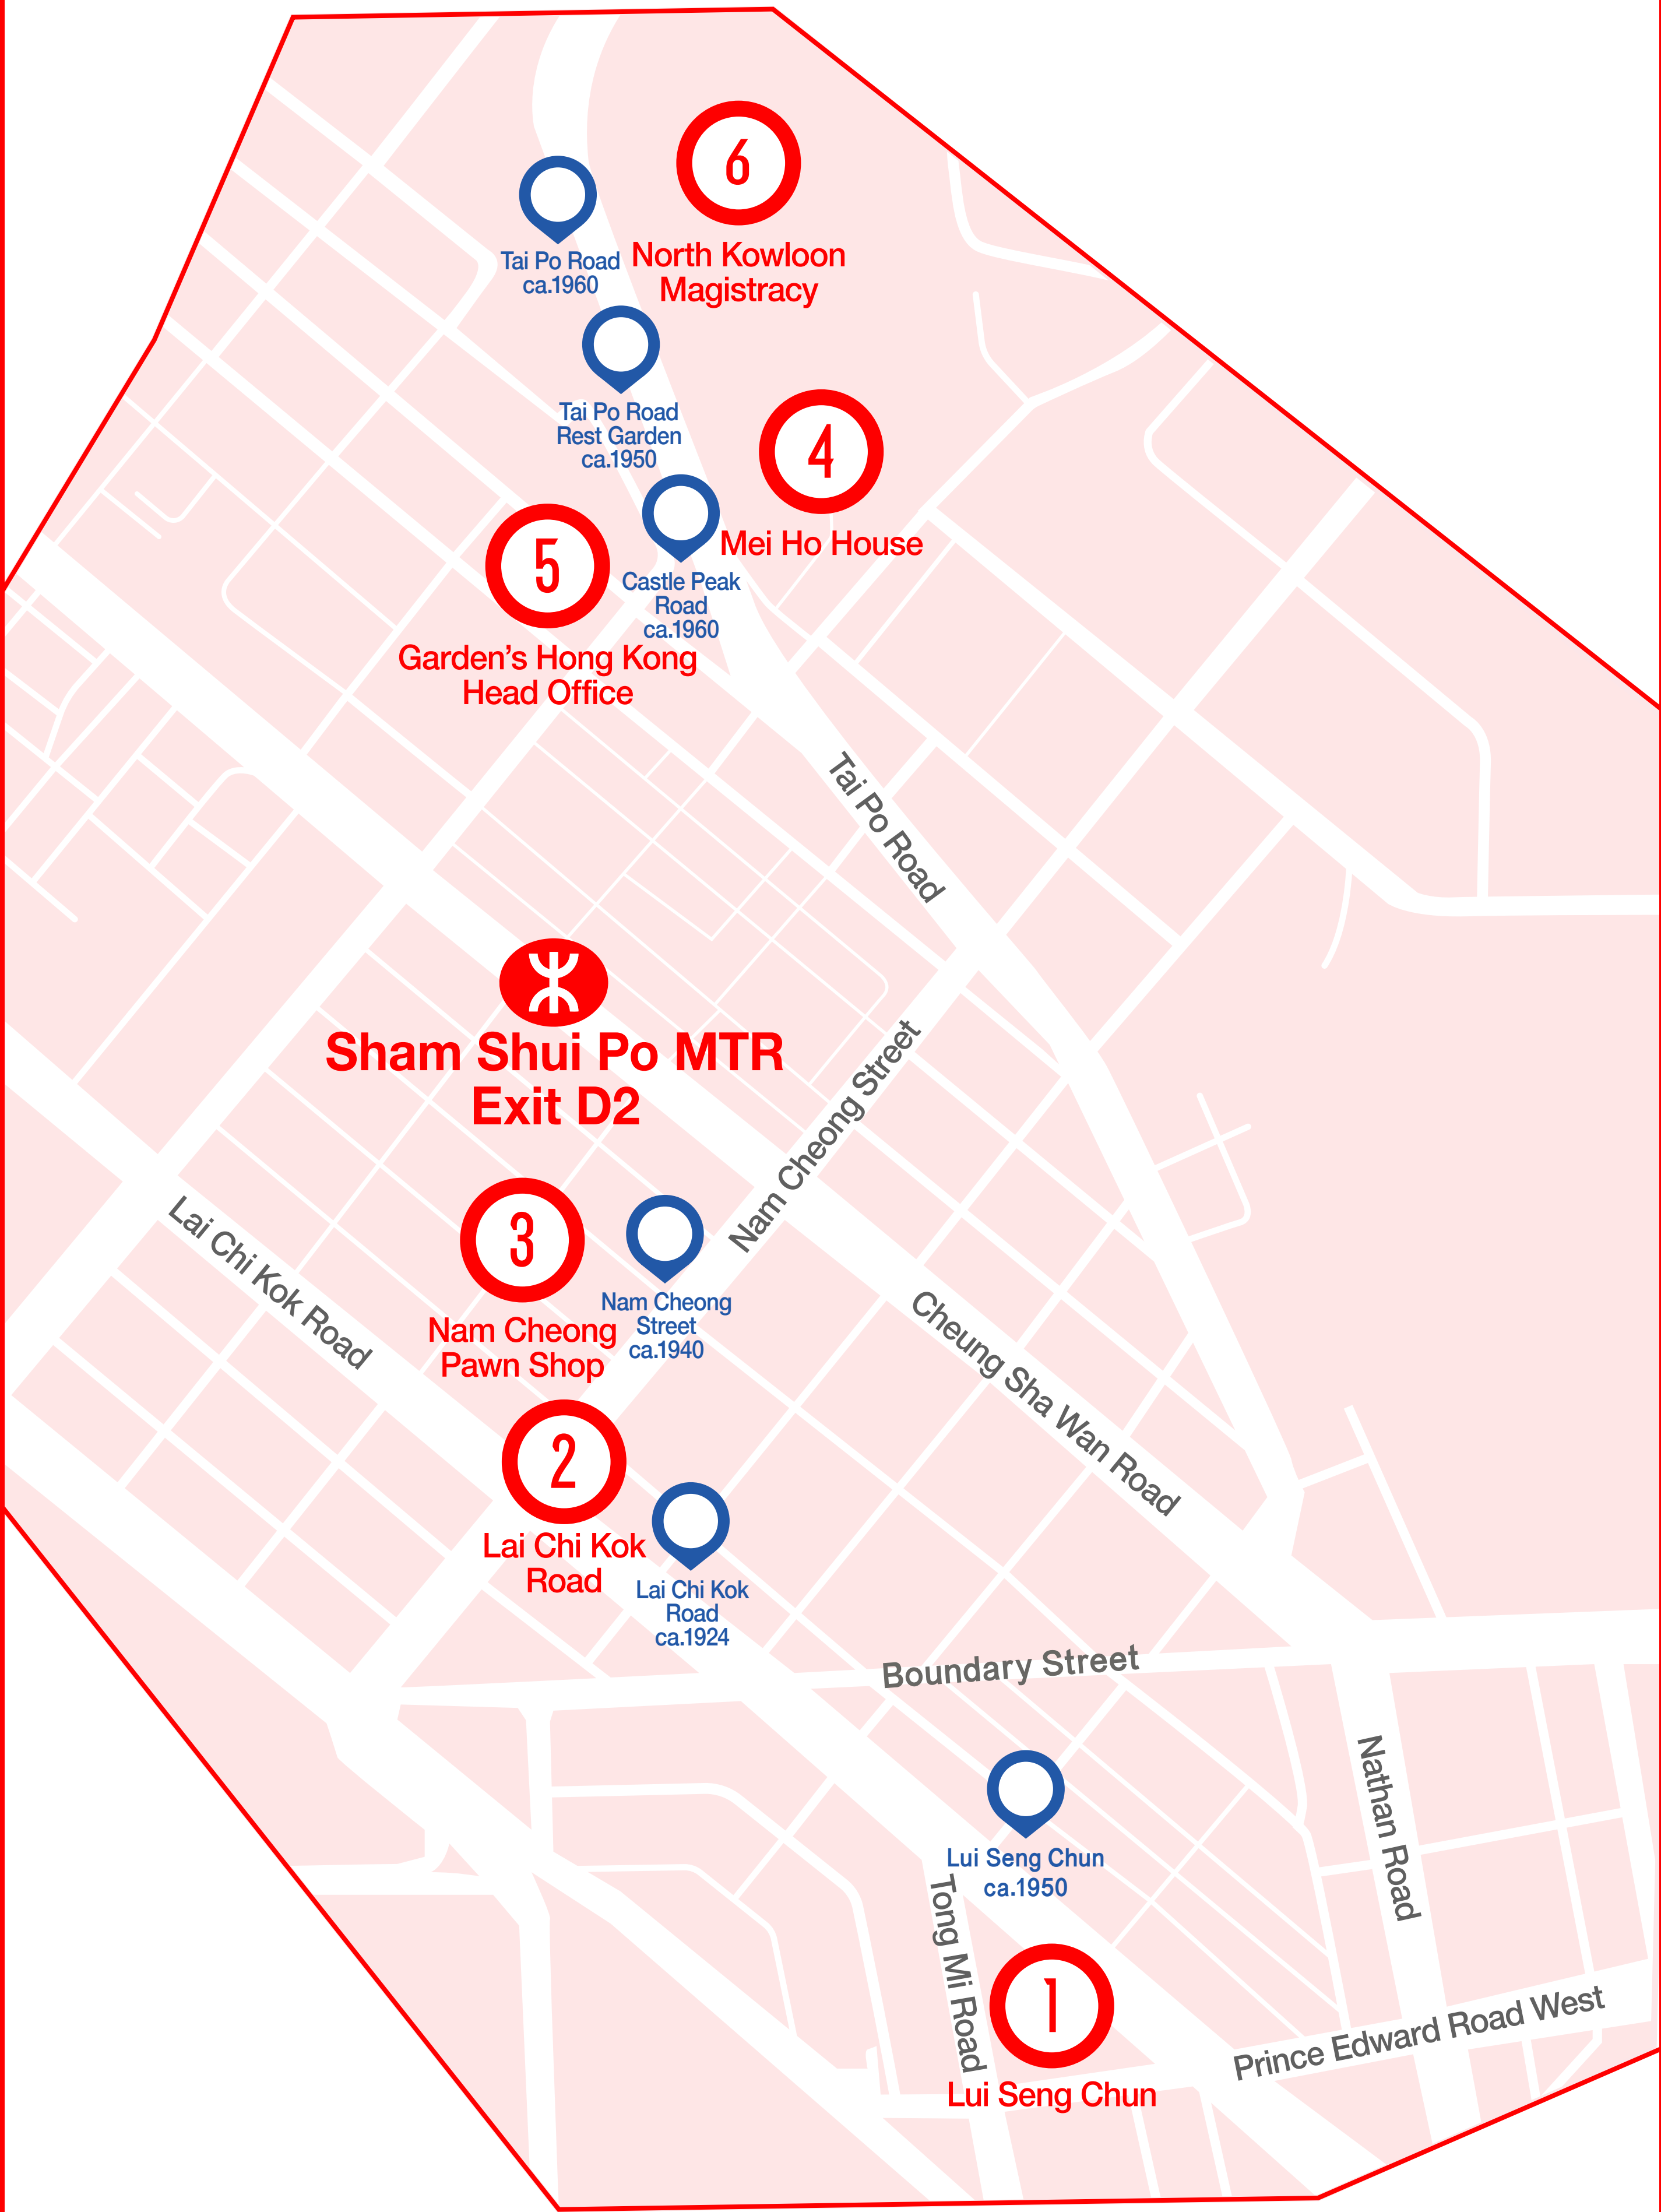 6
North Kowloon
Magistracy
Tai Po Road
ca.1960
Tai Po Road
Rest Garden
ca.1950
4
Mei Ho House
5
Garden’s Hong Kong
Head Office
Castle Peak
Road
ca.1960
Tai Po Road
Sham Shui Po MTR
Exit D2
Nam Cheong Street
3
Nam Cheong
Pawn Shop
Nam Cheong
Street
ca.1940
Lai Chi Kok Road
Cheung Sha Wan Road
2
Lai Chi Kok
Road
Lai Chi Kok
Road
ca.1924
Boundary Street
Nathan Road
Lui Seng Chun
ca.1950
Tong Mi Road
1
Lui Seng Chun
Prince Edward Road West